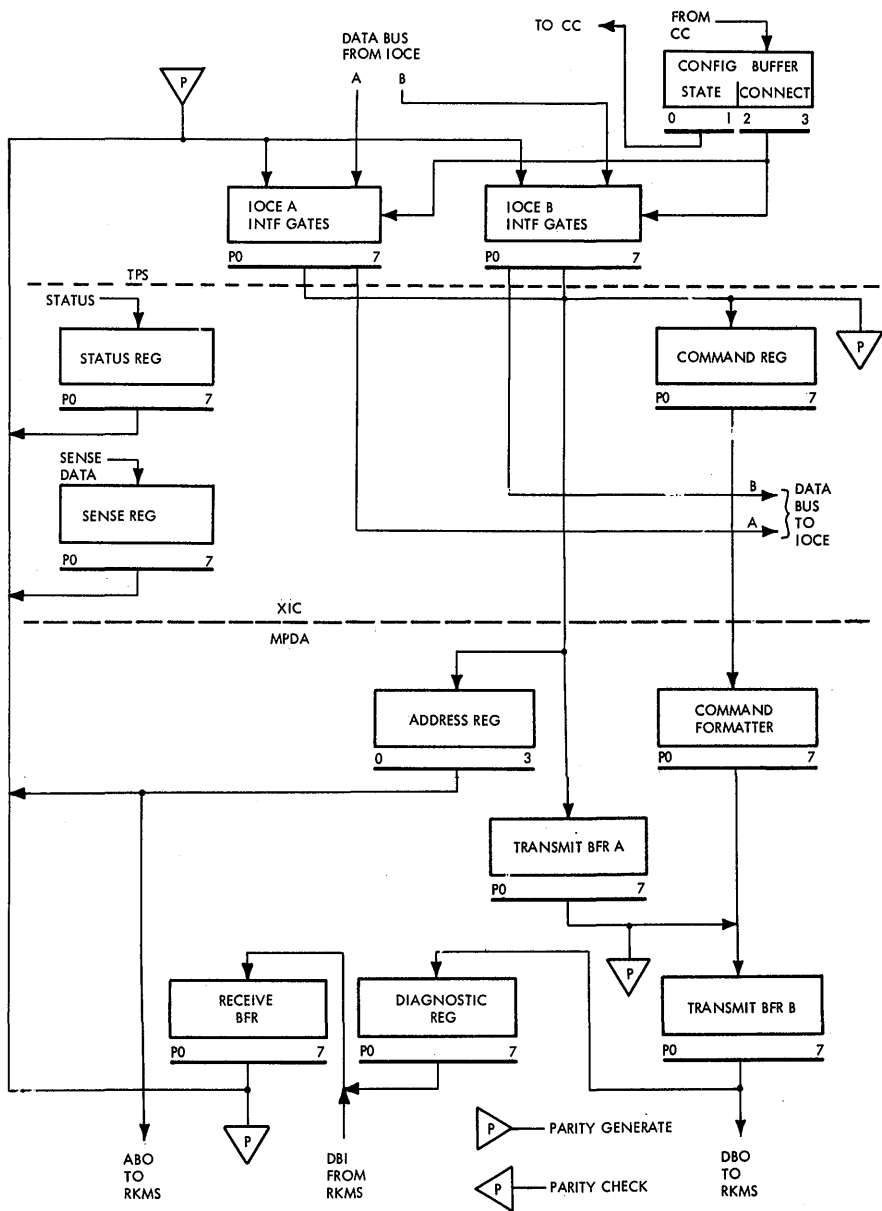 TO CC
FROM
CC
DATA BUS
FROM IOCE
A B
CONFIG BUFFER
STATE CONNECT
0 1 2 3
P
IOCE A
INTF GATES
P0 7
IOCE B
INTF GATES
P0 7
TPS
STATUS
STATUS REG
P0 7
COMMAND REG
P0 7
P
SENSE
DATA
SENSE REG
P0 7
B
A
DATA
BUS
TO
IOCE
XIC
MPDA
ADDRESS REG
0 3
COMMAND
FORMATTER
P0 7
TRANSMIT BFR A
P0 7
P
RECEIVE
BFR
P0 7
DIAGNOSTIC
REG
P0 7
TRANSMIT BFR B
P0 7
P
ABO
TO
RKMS
DBI
FROM
RKMS
P PARITY GENERATE
P PARITY CHECK
DBO
TO
RKMS